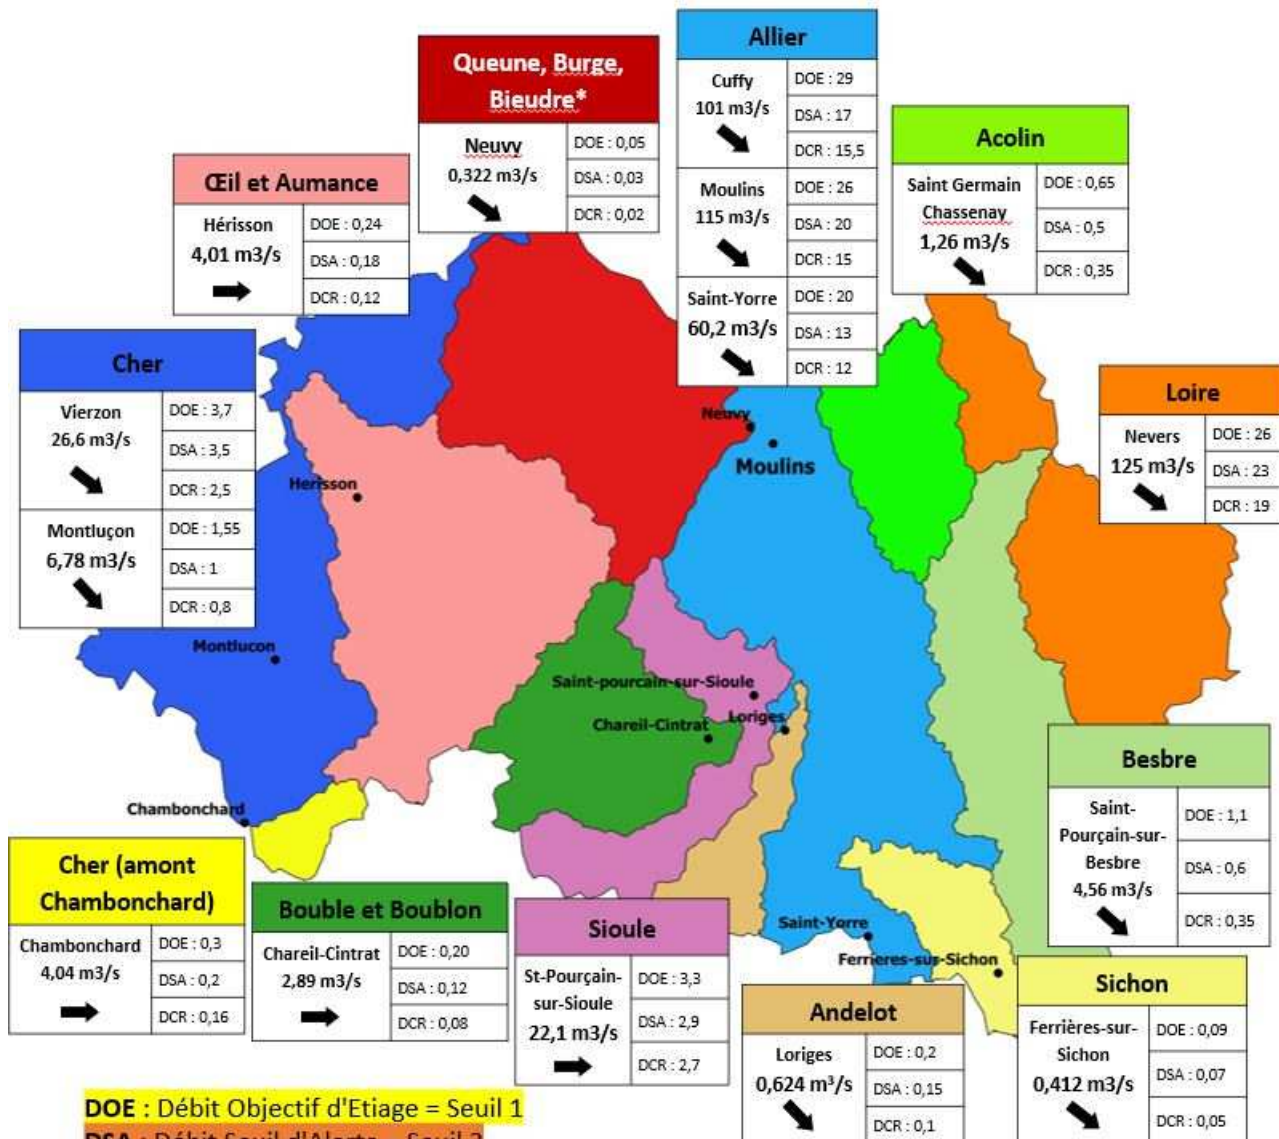 Queune, Burge,
Bieudre*
Neuvy
0,322 m3/s
DOE : 0,05
DSA : 0,03
DCR : 0,02
Allier
Cuffy
101 m3/s
DOE : 29
DSA : 17
DCR : 15,5
Moulins
115 m3/s
DOE : 26
DSA : 20
DCR : 15
Saint-Yorre
60,2 m3/s
DOE : 20
DSA : 13
DCR : 12
Acolin
Saint Germain
Chassenay
1,26 m3/s
DOE : 0,65
DSA : 0,5
DCR : 0,35
Œil et Aumance
Hérisson
4,01 m3/s
DOE : 0,24
DSA : 0,18
DCR : 0,12
Cher
Vierzon
26,6 m3/s
DOE : 3,7
DSA : 3,5
DCR : 2,5
Montluçon
6,78 m3/s
DOE : 1,55
DSA : 1
DCR : 0,8
Loire
Nevers
125 m3/s
DOE : 26
DSA : 23
DCR : 19
Neuvy
Moulins
Herisson
Montlucon
Saint-pourcain-sur-Sioule
Chareil-Cintrat
Loriges
Chambonchard
Saint-Yorre
Ferrieres-sur-Sichon
Besbre
Saint-
Pourçain-sur-
Besbre
4,56 m3/s
DOE : 1,1
DSA : 0,6
DCR : 0,35
Cher (amont
Chambonchard)
Chambonchard
4,04 m3/s
DOE : 0,3
DSA : 0,2
DCR : 0,16
Bouble et Boublon
Chareil-Cintrat
2,89 m3/s
DOE : 0,20
DSA : 0,12
DCR : 0,08
Sioule
St-Pourçain-
sur-Sioule
22,1 m3/s
DOE : 3,3
DSA : 2,9
DCR : 2,7
Andelot
Loriges
0,624 m³/s
DOE : 0,2
DSA : 0,15
DCR : 0,1
Sichon
Ferrières-sur-
Sichon
0,412 m3/s
DOE : 0,09
DSA : 0,07
DCR : 0,05
DOE : Débit Objectif d'Etiage = Seuil 1
DSA : Débit Seuil d'Alerte = Seuil 2